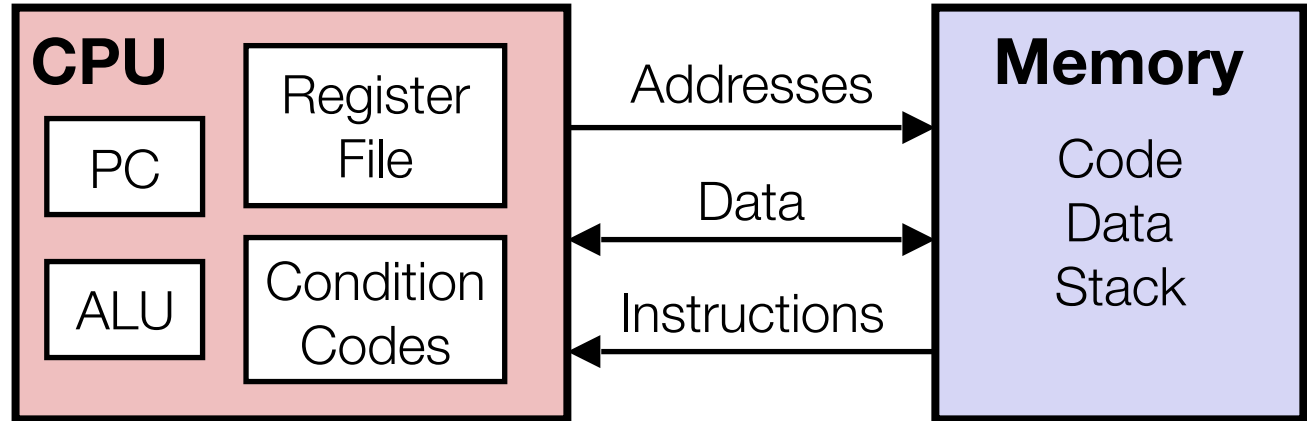 CPU
Register
File
PC
ALU
Condition
Codes
Addresses
Data
Instructions
Memory
Code
Data
Stack